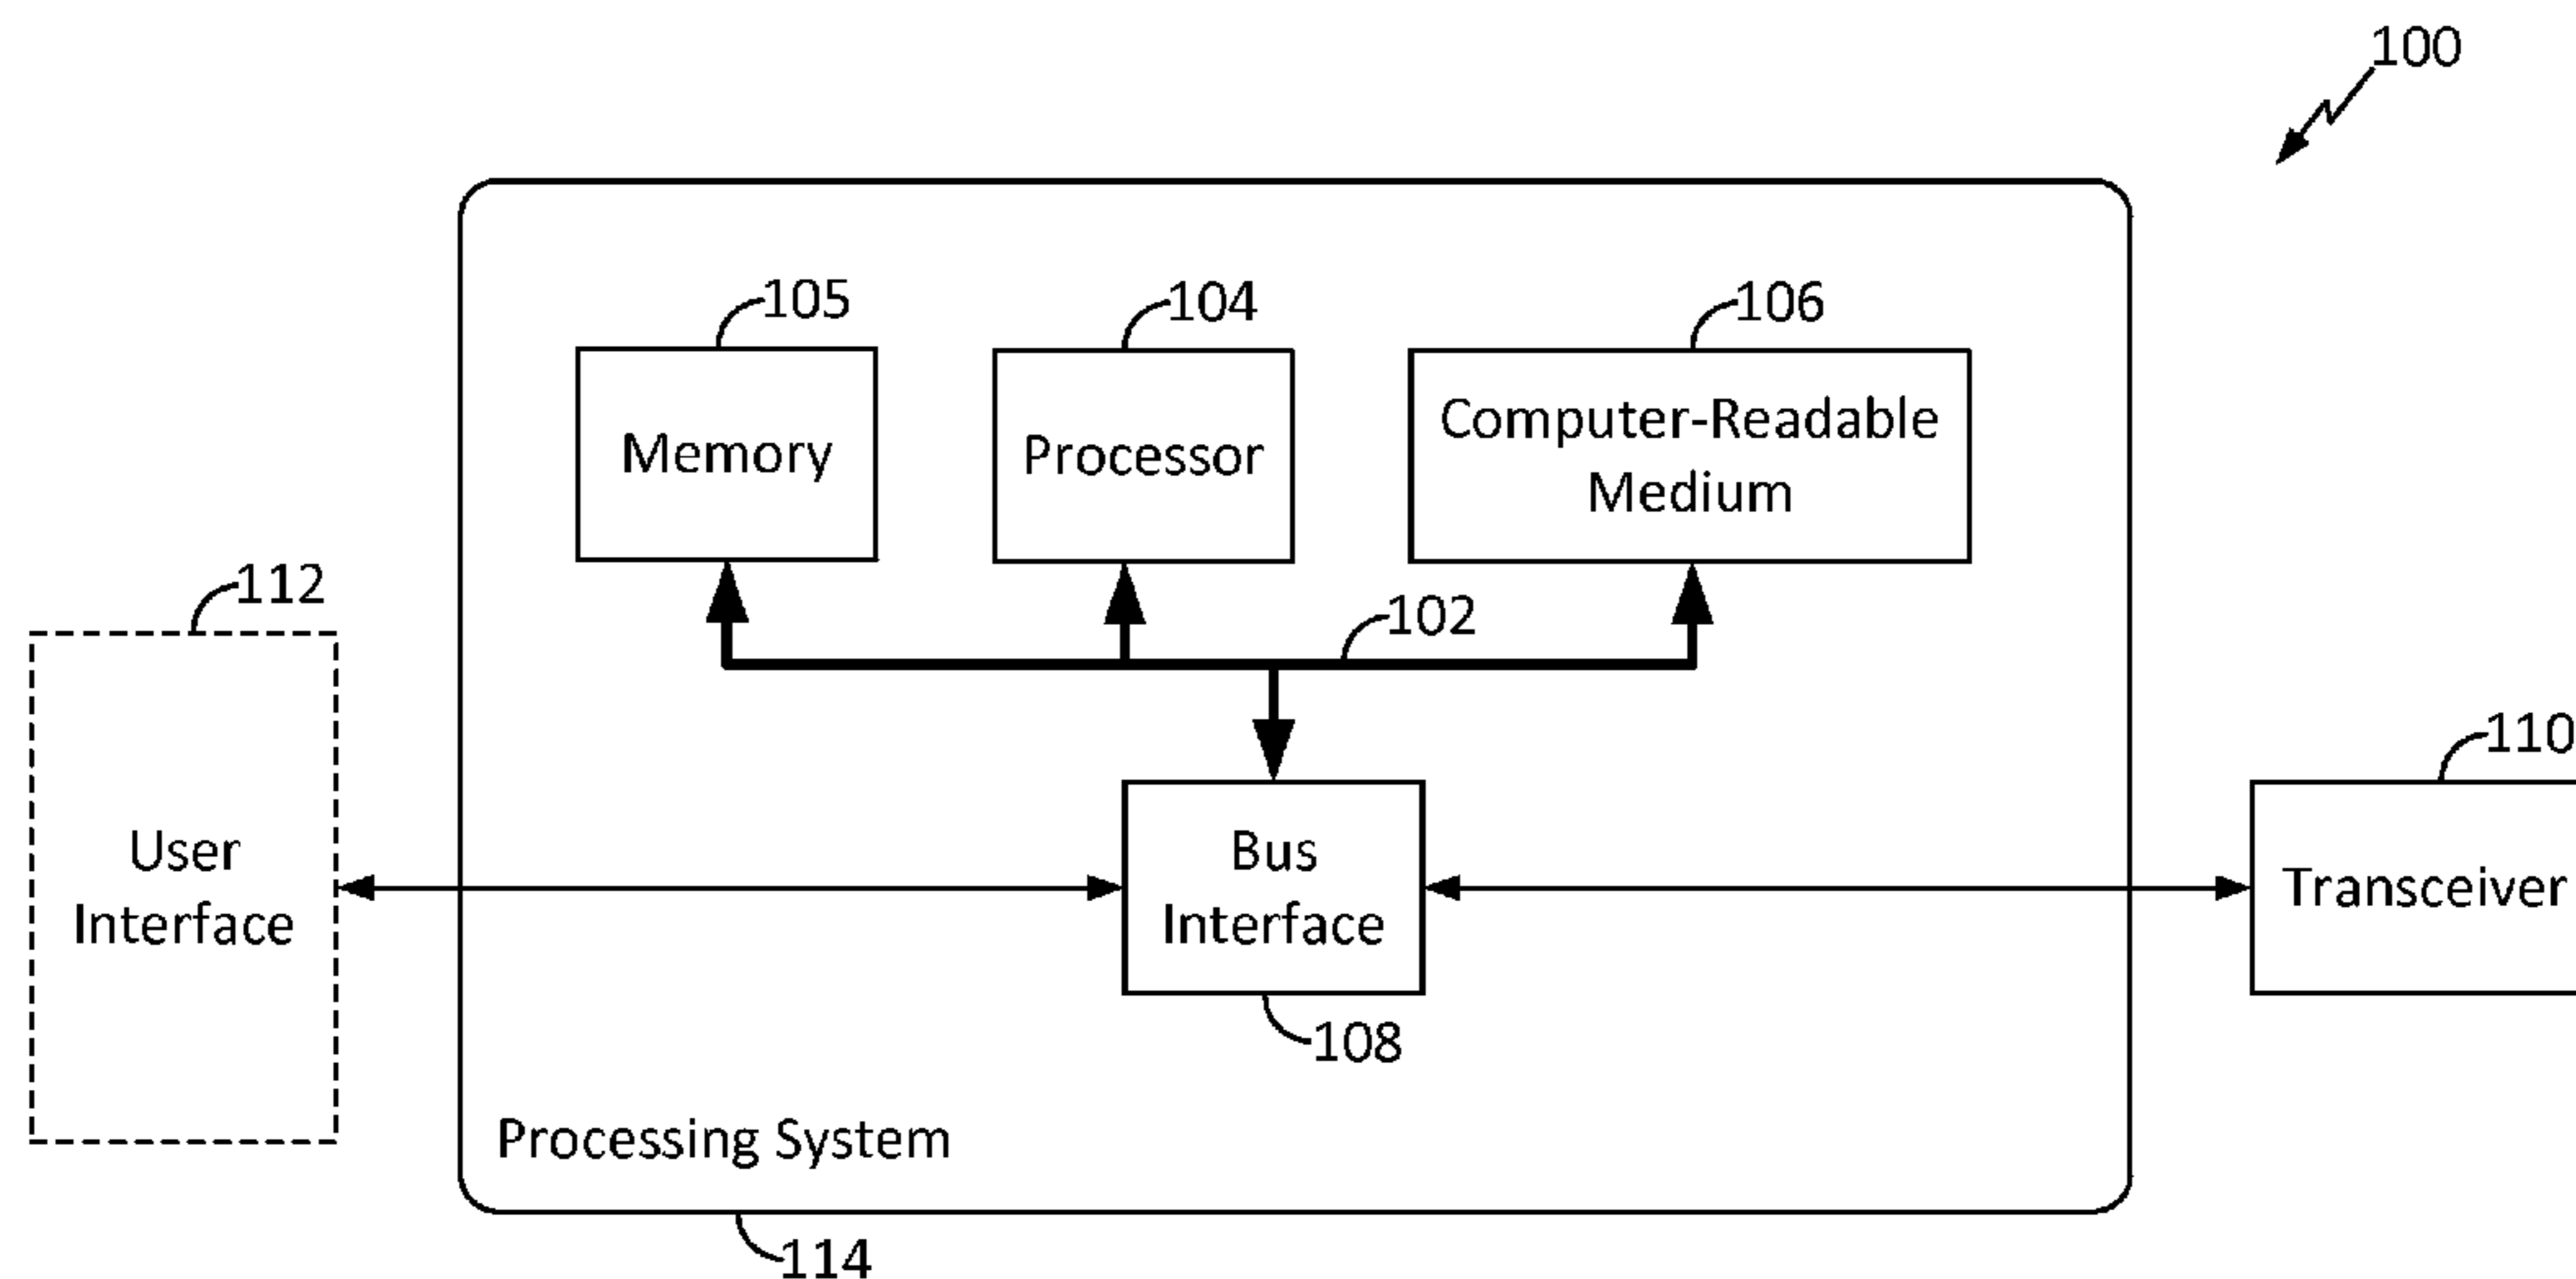 100
105
104
106
Memory
Processor
Computer-Readable
Medium
102
112
User
Interface
Bus
Interface
108
110
Transceiver
Processing System
114